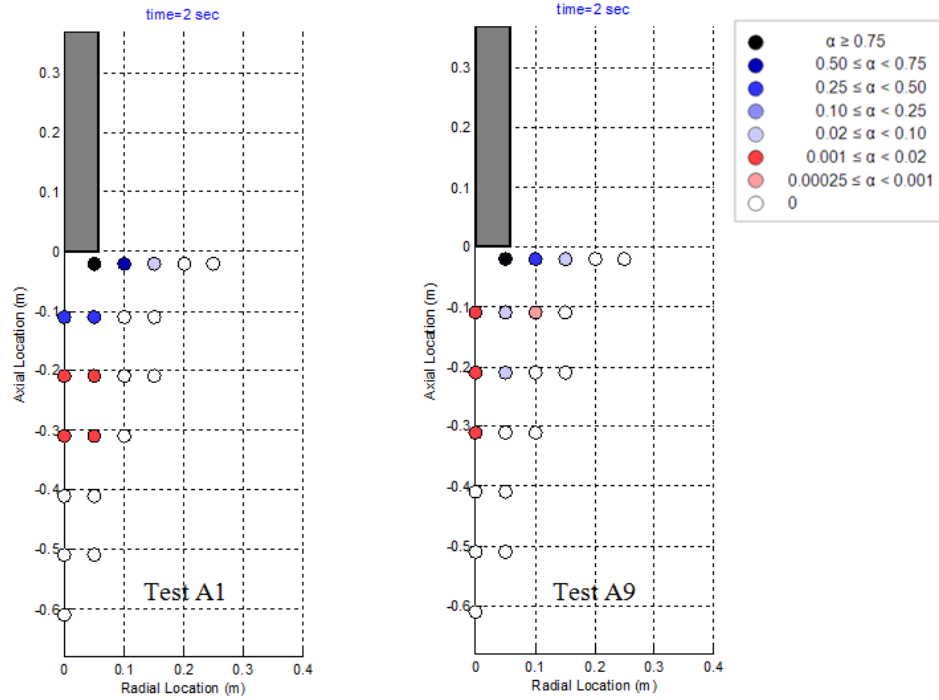 time=2 sec
0.3
0.2
0.1
0
-0.1
-0.2
-0.3
-0.4
-0.5
-0.6
Axial Location (m)
Test A1
0 0.1 0.2 0.3 0.4
Radial Location (m)
time=2 sec
0.3
0.2
0.1
0
-0.1
-0.2
-0.3
-0.4
-0.5
-0.6
Axial Location (m)
Test A9
0 0.1 0.2 0.3 0.4
Radial Location (m)
α ≥ 0.75
0.50 ≤ α < 0.75
0.25 ≤ α < 0.50
0.10 ≤ α < 0.25
0.02 ≤ α < 0.10
0.001 ≤ α < 0.02
0.00025 ≤ α < 0.001
0